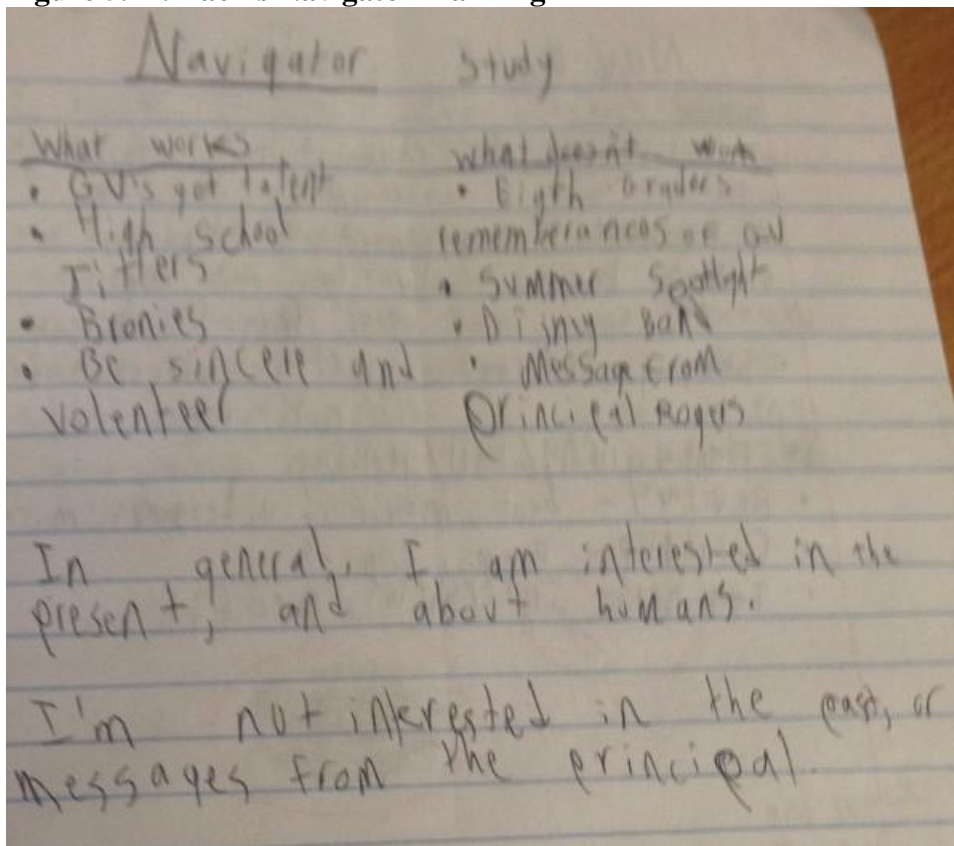 Navigator Study
What works
• GV's got talent
• High school
Jitters
• Bronies
• Be sincere and
volenteer
what doesn't work
• Eigth Graders
rememberances of GV
• Summer Spotlight
• Disny Band
• Message from
principal Rogers
In general, I am interested in the
present, and about humans.
I'm not interested in the past, or
messages from the principal.